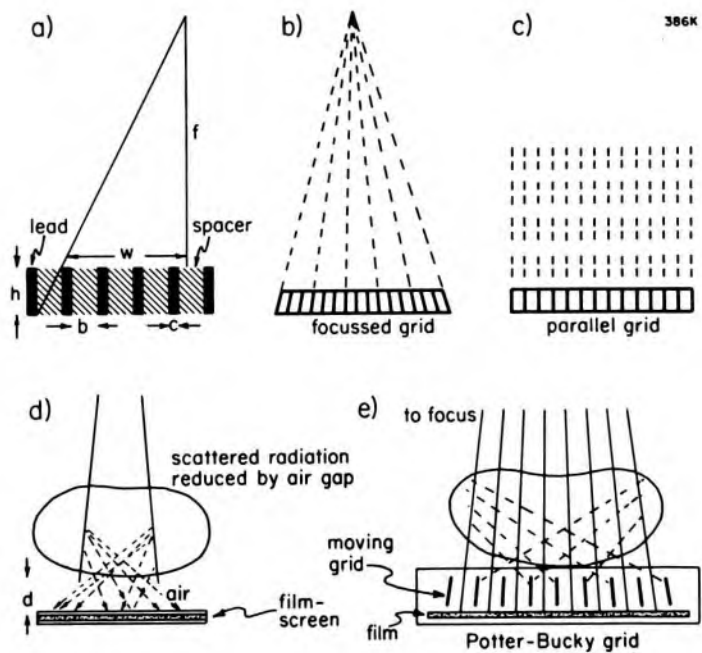 a)
f
lead
spacer
w
h
b
c
b)
focussed grid
c)
386K
parallel grid
d)
scattered radiation
reduced by air gap
d
air
film-
screen
e)
to focus
moving
grid
film
Potter-Bucky grid